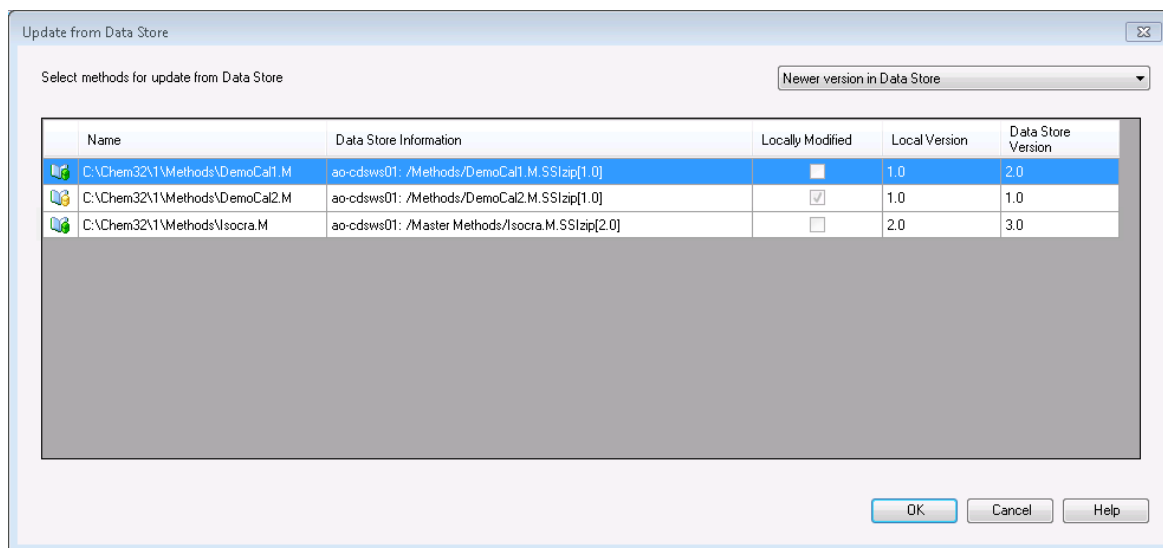 Update from Data Store
Select methods for update from Data Store
Newer version in Data Store
Name Data Store Information Locally Modified Local Version Data Store Version
C:\Chem32\1\Methods\DemoCal1.M ao-cdsws01: /Methods/DemoCal1.M.SSIzip[1.0] 1.0 2.0
C:\Chem32\1\Methods\DemoCal2.M ao-cdsws01: /Methods/DemoCal2.M.SSIzip[1.0] 1.0 1.0
C:\Chem32\1\Methods\Isocra.M ao-cdsws01: /Master Methods/Isocra.M.SSIzip[2.0] 2.0 3.0
OK Cancel Help